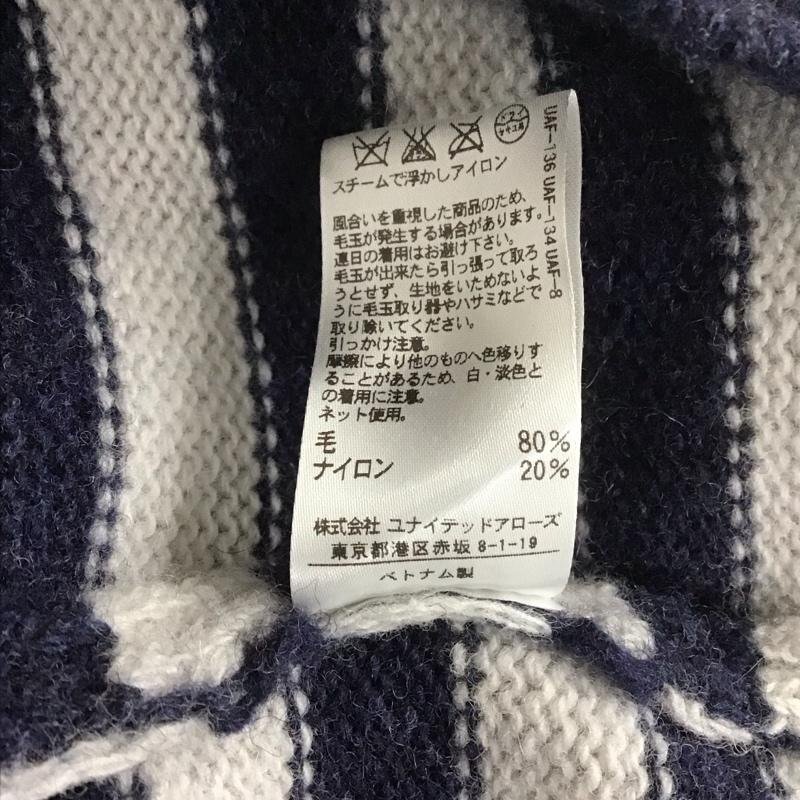 ドライ
セキユ系
UAF-136 UAF-134 UAF-8
スチームで浮かしアイロン
風合いを重視した商品のため、
毛玉が発生する場合があります。
連日の着用はお避け下さい。
毛玉が出来たら引っ張って取ろ
うとせず、生地をいためないよ
うに毛玉取り器やハサミなどで
取り除いてください。
引っかけ注意。
摩擦により他のものへ色移りす
ることがあるため、白・淡色と
の着用に注意。
ネット使用。
毛 80%
ナイロン 20%
株式会社 ユナイテッドアローズ
東京都港区赤坂 8-1-19
ベトナム製